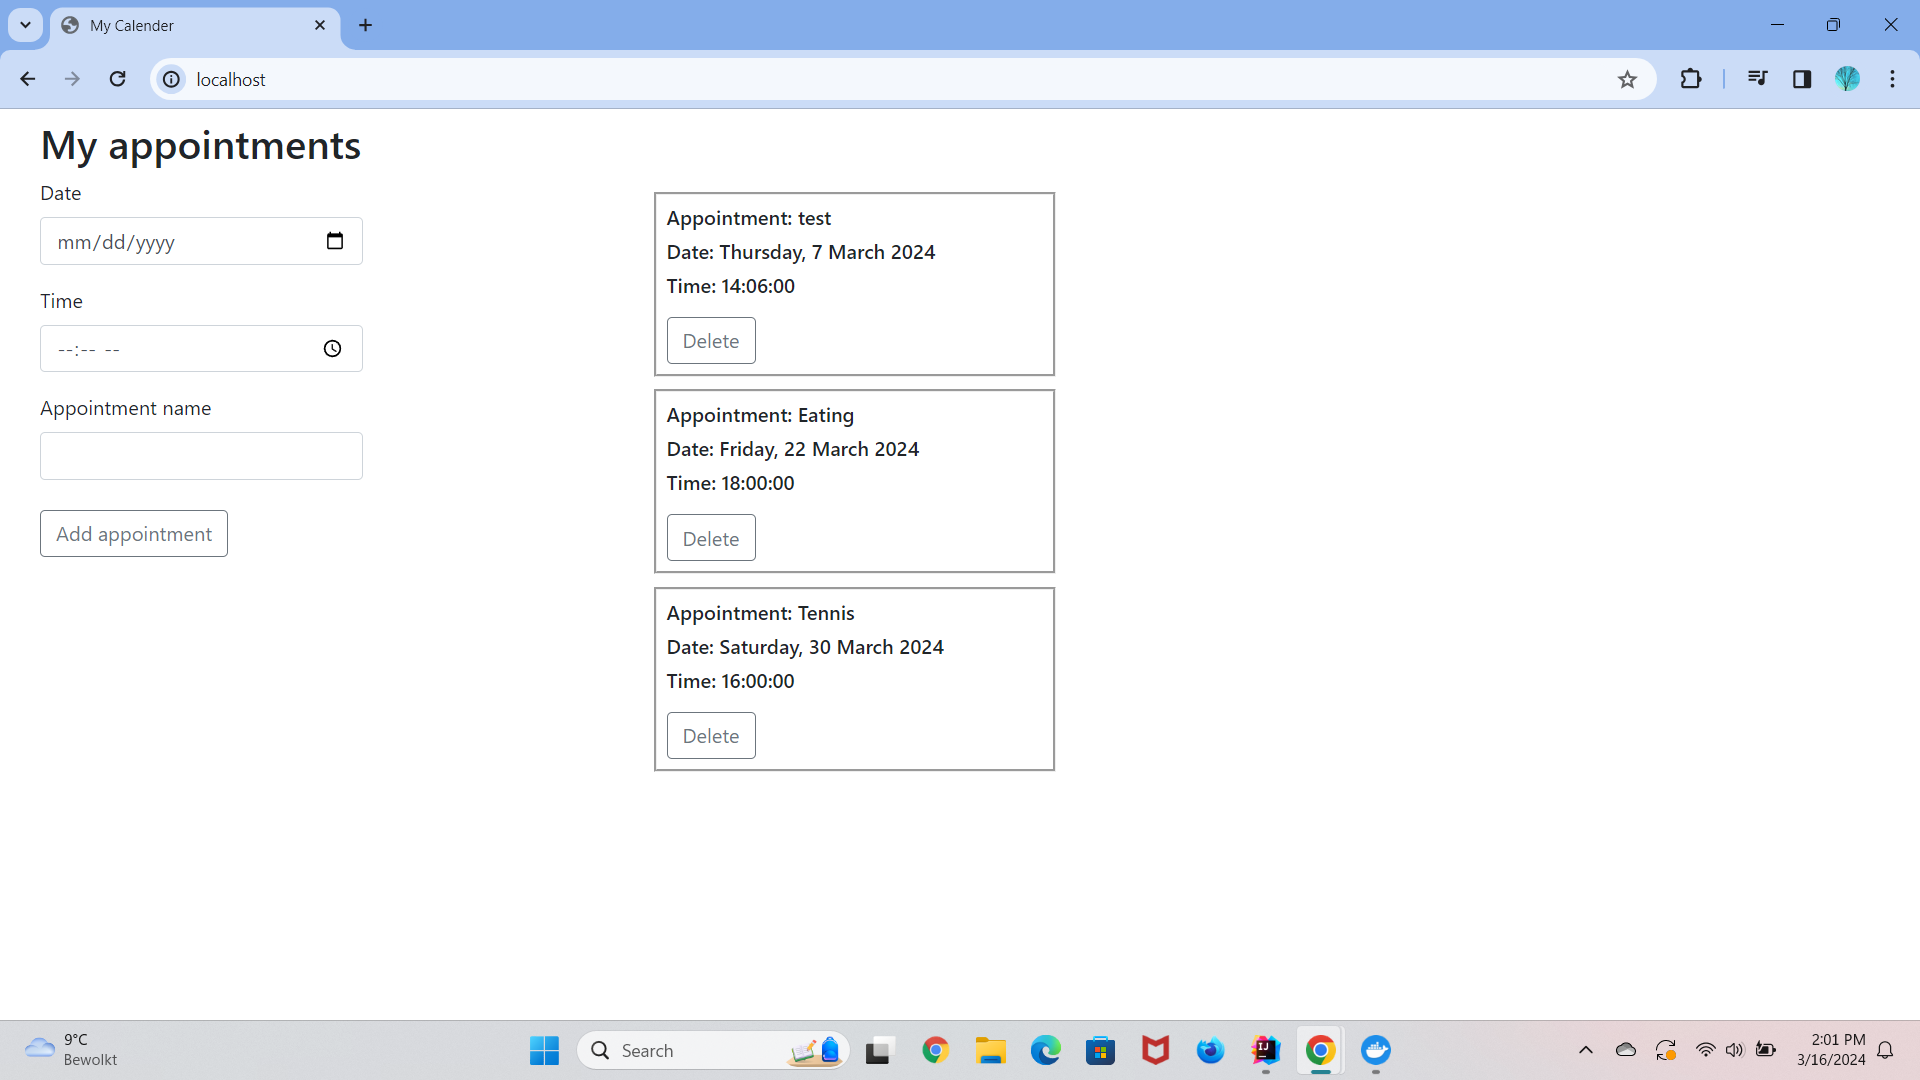 My Calender
localhost
My appointments
Date
mm/dd/yyyy
Time
--:-- --
Appointment name
Add appointment
Appointment: test
Date: Thursday, 7 March 2024
Time: 14:06:00
Delete
Appointment: Eating
Date: Friday, 22 March 2024
Time: 18:00:00
Delete
Appointment: Tennis
Date: Saturday, 30 March 2024
Time: 16:00:00
Delete
9°C
Bewolkt
Search
IJ
2:01 PM
3/16/2024